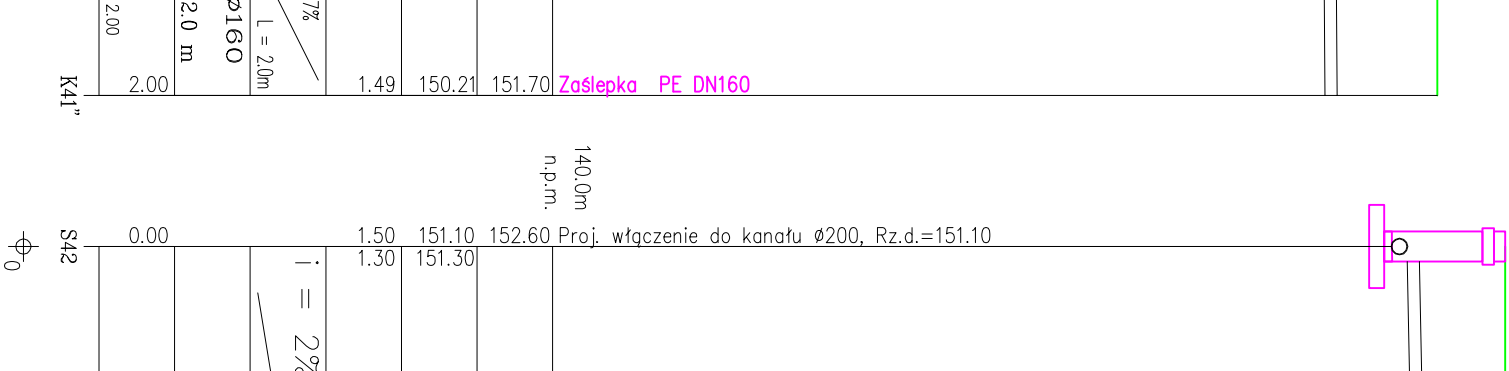 2.00
2.0 m
ø160
L = 2.0m
7%
K41”
2.00
1.49
150.21
151.70
Zaślepka PE DN160
140.0m
n.p.m.
S42
0.00
1.50
151.10
152.60
Proj. włączenie do kanału ø200, Rz.d.=151.10
1.30
151.30
0
i = 2%